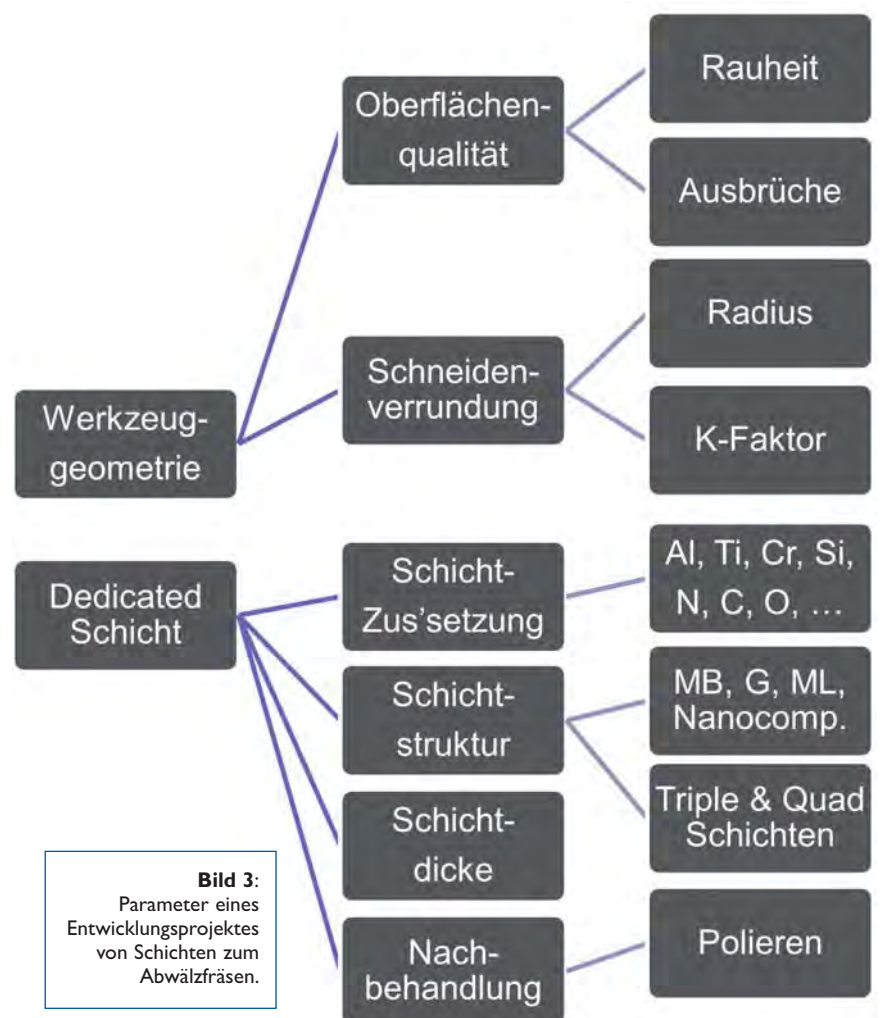 Oberflächen-
qualität
Rauheit
Ausbrüche
Werkzeug-
geometrie
Schneiden-
verrundung
Radius
K-Faktor
Dedicated
Schicht
Schicht-
Zus’setzung
Al, Ti, Cr, Si,
N, C, O, …
Schicht-
struktur
MB, G, ML,
Nanocomp.
Triple & Quad
Schichten
Schicht-
dicke
Nach-
behandlung
Polieren
Bild 3:
Parameter eines
Entwicklungsprojektes
von Schichten zum
Abwälzfräsen.